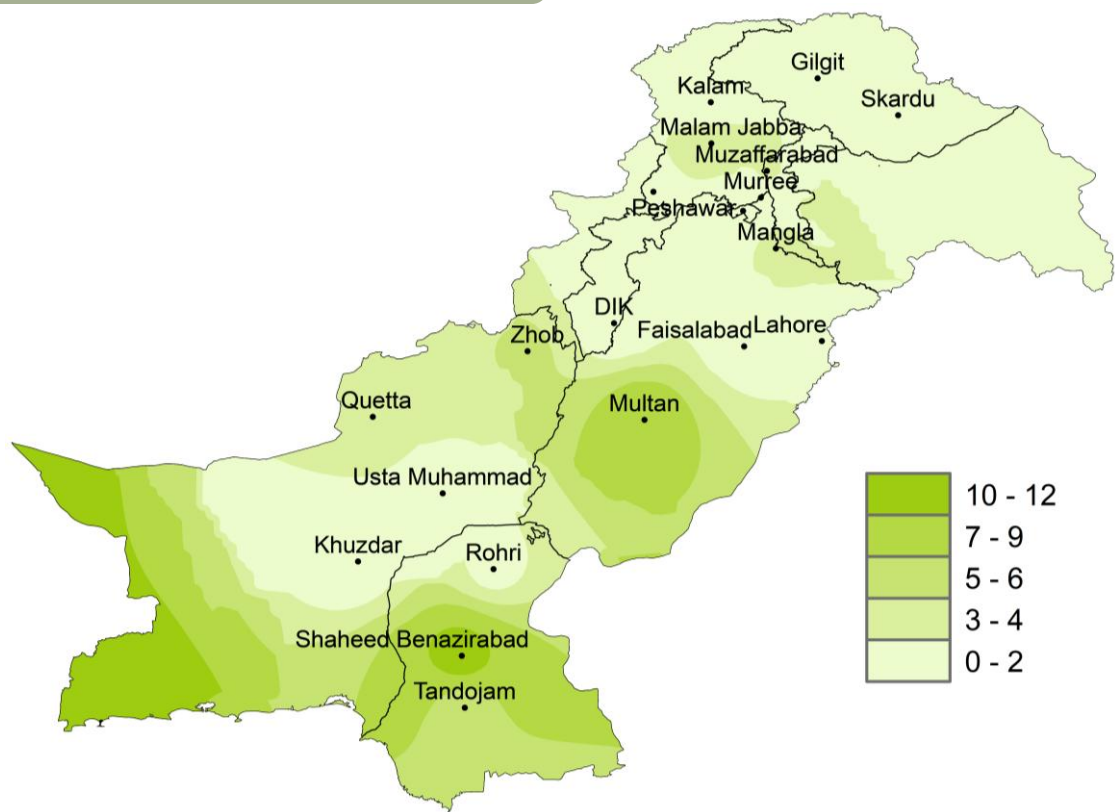 Gilgit
Kalam
Skardu
Malam Jabba
Muzaffarabad
Murree
Peshawar
Mangla
DIK
Zhob
Faisalabad
Lahore
Quetta
Multan
Usta Muhammad
Khuzdar
Rohri
Shaheed Benazirabad
Tandojam
10 - 12
7 - 9
5 - 6
3 - 4
0 - 2